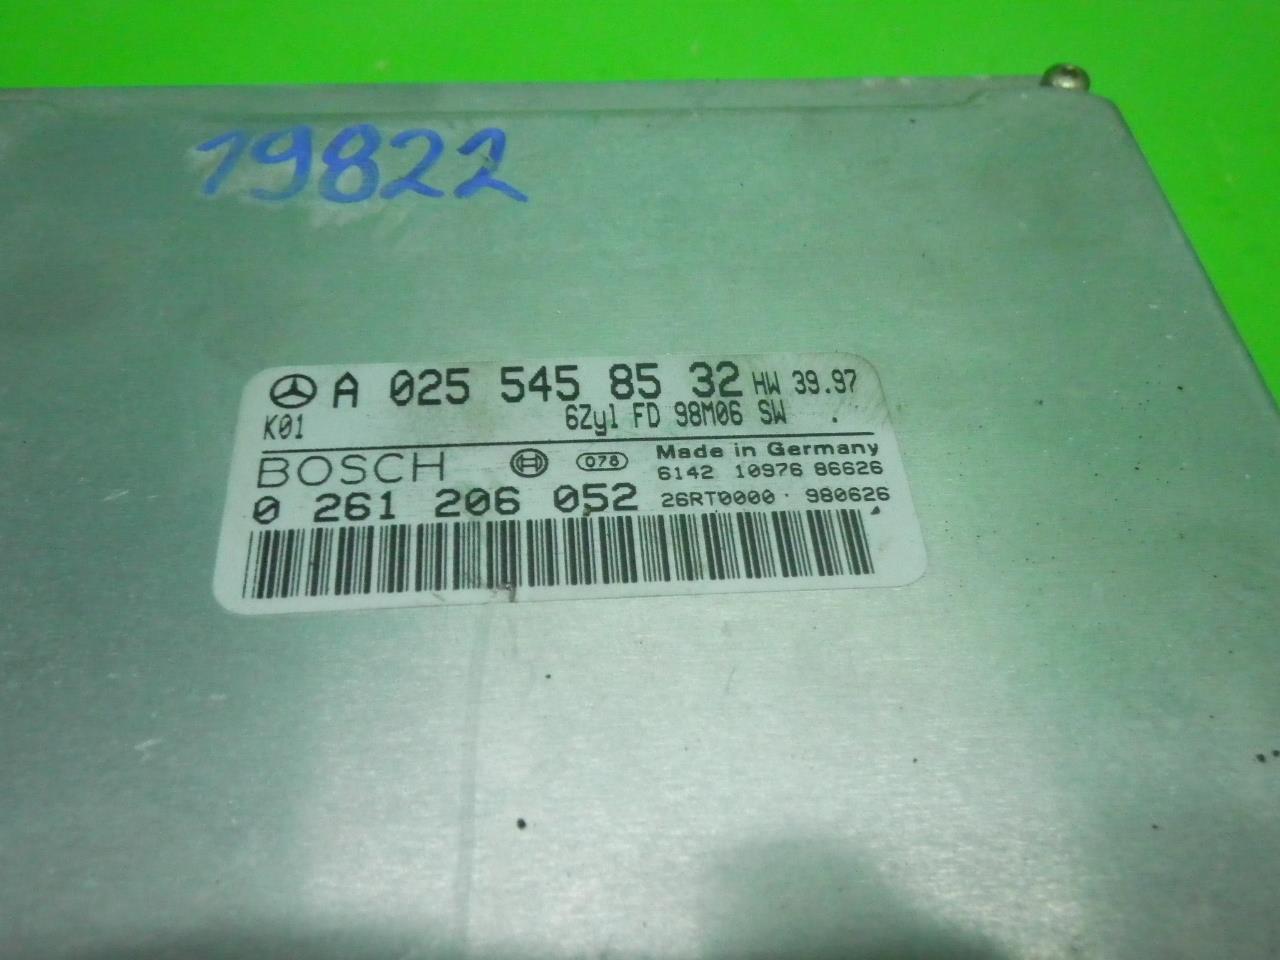 19822
A 025 545 85 32 HW 39.97
K01 6Zyl FD 98M06 SW .
BOSCH 078 Made in Germany
6142 10976 86626
0 261 206 052 26RT0000 · 980626